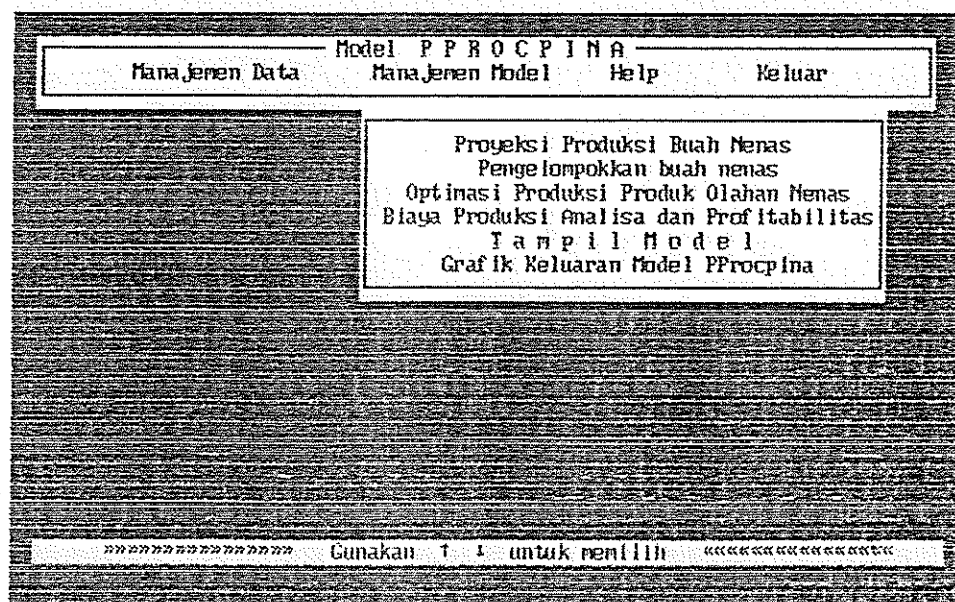 Model P P R O C P I N A
Manajemen Data Manajemen Model Help Keluar
Proyeksi Produksi Buah Nenas
Pengelompokkan buah nenas
Optimasi Produksi Produk Olahan Nenas
Biaya Produksi Analisa dan Profitabilitas
T a m p i l M o d e l
Grafik Keluaran Model PProcpina
»»»»»»»»»»»»»»»» Gunakan ↑ ↓ untuk memilih ««««««««««««««««